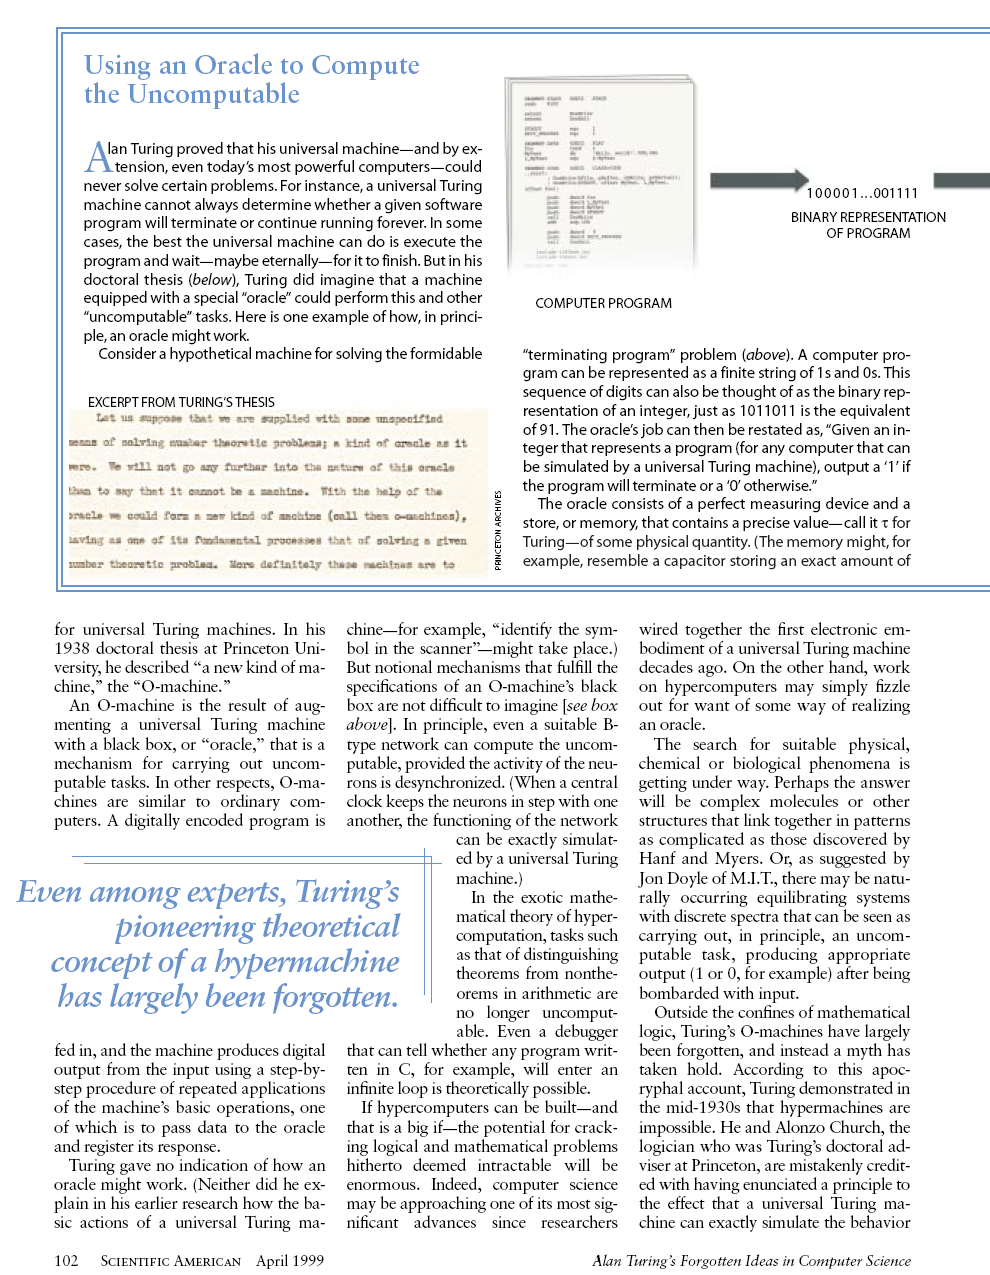 Using an Oracle to Compute
the Uncomputable
Alan Turing proved that his universal machine—and by ex-
tension, even today's most powerful computers—could
never solve certain problems. For instance, a universal Turing
machine cannot always determine whether a given software
program will terminate or continue running forever. In some
cases, the best the universal machine can do is execute the
program and wait—maybe eternally—for it to finish. But in his
doctoral thesis (below), Turing did imagine that a machine
equipped with a special "oracle" could perform this and other
"uncomputable" tasks. Here is one example of how, in princi-
ple, an oracle might work.
Consider a hypothetical machine for solving the formidable
EXCERPT FROM TURING'S THESIS
Let us suppose that we are supplied with some unspecified
means of solving number theoretic problems; a kind of oracle as it
were. We will not go any further into the nature of this oracle
than to say that it cannot be a machine. With the help of the
oracle we could form a new kind of machine (call them o-machines),
having as one of its fundamental processes that of solving a given
number theoretic problem. More definitely these machines are to
PRINCETON ARCHIVES
COMPUTER PROGRAM
100001...001111
BINARY REPRESENTATION
OF PROGRAM
"terminating program" problem (above). A computer pro-
gram can be represented as a finite string of 1s and 0s. This
sequence of digits can also be thought of as the binary rep-
resentation of an integer, just as 1011011 is the equivalent
of 91. The oracle's job can then be restated as, "Given an in-
teger that represents a program (for any computer that can
be simulated by a universal Turing machine), output a '1' if
the program will terminate or a '0' otherwise."
The oracle consists of a perfect measuring device and a
store, or memory, that contains a precise value—call it τ for
Turing—of some physical quantity. (The memory might, for
example, resemble a capacitor storing an exact amount of
for universal Turing machines. In his
1938 doctoral thesis at Princeton Uni-
versity, he described "a new kind of ma-
chine," the "O-machine."
An O-machine is the result of aug-
menting a universal Turing machine
with a black box, or "oracle," that is a
mechanism for carrying out uncom-
putable tasks. In other respects, O-ma-
chines are similar to ordinary com-
puters. A digitally encoded program is
Even among experts, Turing's
pioneering theoretical
concept of a hypermachine
has largely been forgotten.
fed in, and the machine produces digital
output from the input using a step-by-
step procedure of repeated applications
of the machine's basic operations, one
of which is to pass data to the oracle
and register its response.
Turing gave no indication of how an
oracle might work. (Neither did he ex-
plain in his earlier research how the ba-
sic actions of a universal Turing ma-
chine—for example, "identify the sym-
bol in the scanner"—might take place.)
But notional mechanisms that fulfill the
specifications of an O-machine's black
box are not difficult to imagine [see box
above]. In principle, even a suitable B-
type network can compute the uncom-
putable, provided the activity of the neu-
rons is desynchronized. (When a central
clock keeps the neurons in step with one
another, the functioning of the network
can be exactly simulat-
ed by a universal Turing
machine.)
In the exotic mathe-
matical theory of hyper-
computation, tasks such
as that of distinguishing
theorems from nonthe-
orems in arithmetic are
no longer uncomput-
able. Even a debugger
that can tell whether any program writ-
ten in C, for example, will enter an
infinite loop is theoretically possible.
If hypercomputers can be built—and
that is a big if—the potential for crack-
ing logical and mathematical problems
hitherto deemed intractable will be
enormous. Indeed, computer science
may be approaching one of its most sig-
nificant advances since researchers
wired together the first electronic em-
bodiment of a universal Turing machine
decades ago. On the other hand, work
on hypercomputers may simply fizzle
out for want of some way of realizing
an oracle.
The search for suitable physical,
chemical or biological phenomena is
getting under way. Perhaps the answer
will be complex molecules or other
structures that link together in patterns
as complicated as those discovered by
Hanf and Myers. Or, as suggested by
Jon Doyle of M.I.T., there may be natu-
rally occurring equilibrating systems
with discrete spectra that can be seen as
carrying out, in principle, an uncom-
putable task, producing appropriate
output (1 or 0, for example) after being
bombarded with input.
Outside the confines of mathematical
logic, Turing's O-machines have largely
been forgotten, and instead a myth has
taken hold. According to this apoc-
ryphal account, Turing demonstrated in
the mid-1930s that hypermachines are
impossible. He and Alonzo Church, the
logician who was Turing's doctoral ad-
viser at Princeton, are mistakenly credit-
ed with having enunciated a principle to
the effect that a universal Turing ma-
chine can exactly simulate the behavior
102 SCIENTIFIC AMERICAN April 1999
Alan Turing's Forgotten Ideas in Computer Science